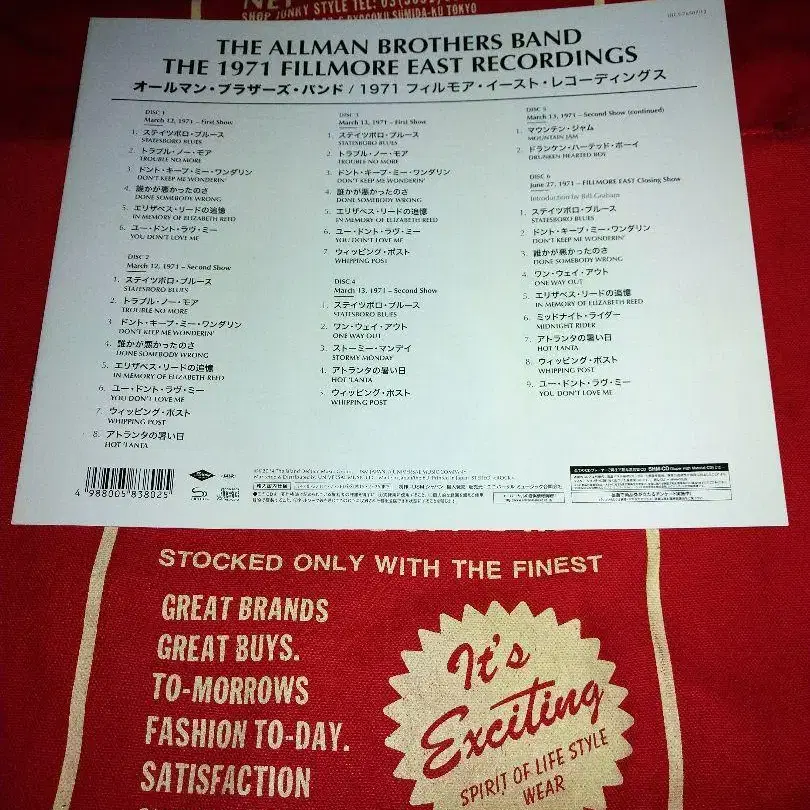 SHOP JUNKY STYLE TEL: 03
RYOGOKU SUMIDA-KU TOKYO
THE ALLMAN BROTHERS BAND
THE 1971 FILLMORE EAST RECORDINGS
オールマン・ブラザーズ・バンド / 1971 フィルモア・イースト・レコーディングス
DISC 1
March 12, 1971 – First Show
1. ステイツボロ・ブルース
STATESBORO BLUES
2. トラブル・ノー・モア
TROUBLE NO MORE
3. ドント・キープ・ミー・ワンダリン
DON'T KEEP ME WONDERIN'
4. 誰かが悪かったのさ
DONE SOMEBODY WRONG
5. エリザベス・リードの追憶
IN MEMORY OF ELIZABETH REED
6. ユー・ドント・ラヴ・ミー
YOU DON'T LOVE ME
DISC 2
March 12, 1971 – Second Show
1. ステイツボロ・ブルース
STATESBORO BLUES
2. トラブル・ノー・モア
TROUBLE NO MORE
3. ドント・キープ・ミー・ワンダリン
DON'T KEEP ME WONDERIN'
4. 誰かが悪かったのさ
DONE SOMEBODY WRONG
5. エリザベス・リードの追憶
IN MEMORY OF ELIZABETH REED
6. ユー・ドント・ラヴ・ミー
YOU DON'T LOVE ME
7. ウィッピング・ポスト
WHIPPING POST
8. アトランタの暑い日
HOT 'LANTA
DISC 3
March 13, 1971 – First Show
1. ステイツボロ・ブルース
STATESBORO BLUES
2. トラブル・ノー・モア
TROUBLE NO MORE
3. ドント・キープ・ミー・ワンダリン
DON'T KEEP ME WONDERIN'
4. 誰かが悪かったのさ
DONE SOMEBODY WRONG
5. エリザベス・リードの追憶
IN MEMORY OF ELIZABETH REED
6. ユー・ドント・ラヴ・ミー
YOU DON'T LOVE ME
7. ウィッピング・ポスト
WHIPPING POST
DISC 4
March 13, 1971 – Second Show
1. ステイツボロ・ブルース
STATESBORO BLUES
2. ワン・ウェイ・アウト
ONE WAY OUT
3. ストーミー・マンデイ
STORMY MONDAY
4. アトランタの暑い日
HOT 'LANTA
5. ウィッピング・ポスト
WHIPPING POST
DISC 5
March 13, 1971 – Second Show (continued)
1. マウンテン・ジャム
MOUNTAIN JAM
2. ドランケン・ハーテッド・ボーイ
DRUNKEN HEARTED BOY
DISC 6
June 27, 1971 – FILLMORE EAST Closing Show
Introduction by Bill Graham
1. ステイツボロ・ブルース
STATESBORO BLUES
2. ドント・キープ・ミー・ワンダリン
DON'T KEEP ME WONDERIN'
3. 誰かが悪かったのさ
DONE SOMEBODY WRONG
4. ワン・ウェイ・アウト
ONE WAY OUT
5. エリザベス・リードの追憶
IN MEMORY OF ELIZABETH REED
6. ミッドナイト・ライダー
MIDNIGHT RIDER
7. アトランタの暑い日
HOT 'LANTA
8. ウィッピング・ポスト
WHIPPING POST
9. ユー・ドント・ラヴ・ミー
YOU DON'T LOVE ME
4 988005 838025
STOCKED ONLY WITH THE FINEST
GREAT BRANDS
GREAT BUYS.
TO-MORROWS
FASHION TO-DAY.
SATISFACTION
It's
Exciting
SPIRIT OF LIFE STYLE
WEAR